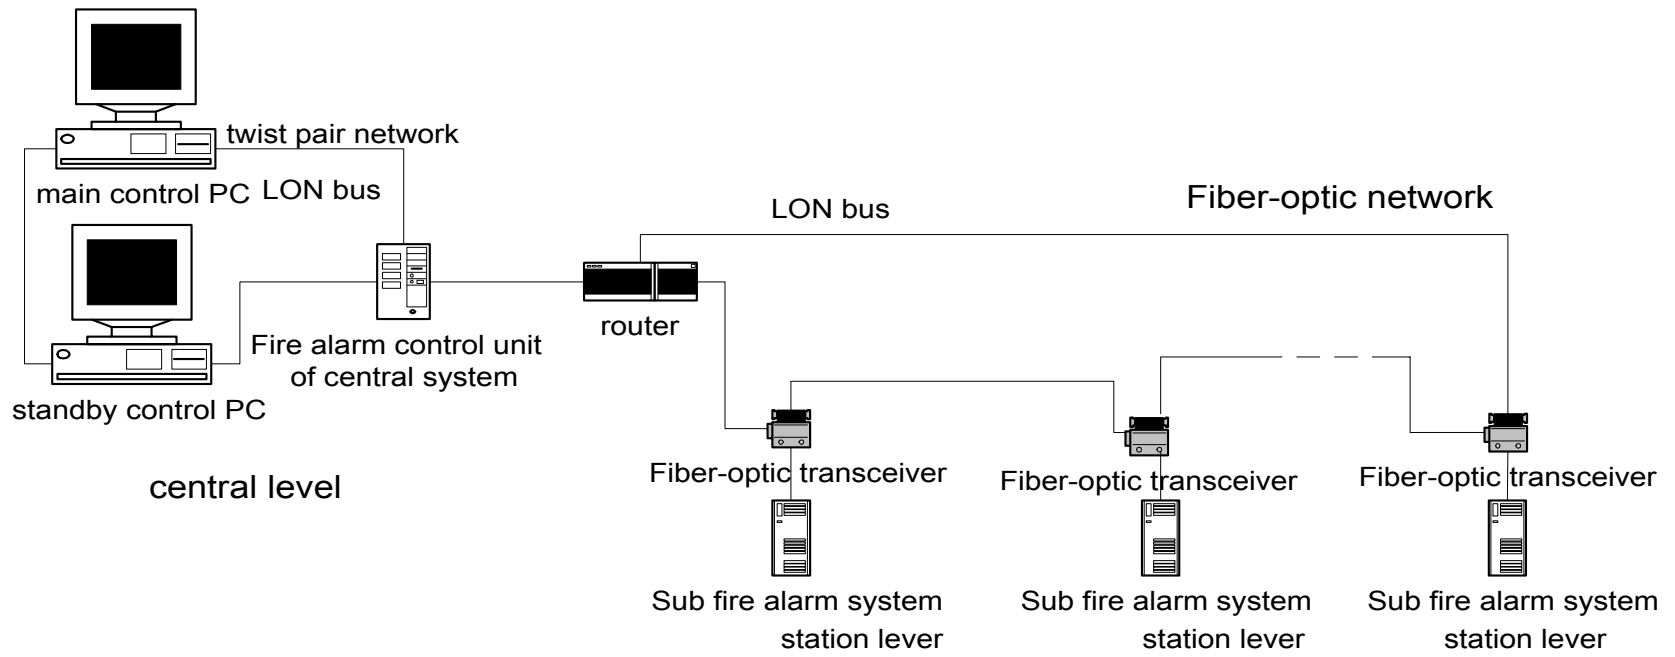 twist pair network
main control PC
LON bus
LON bus
Fiber-optic network
router
Fire alarm control unit
of central system
standby control PC
central level
Fiber-optic transceiver
Fiber-optic transceiver
Fiber-optic transceiver
Sub fire alarm system
station lever
Sub fire alarm system
station lever
Sub fire alarm system
station lever